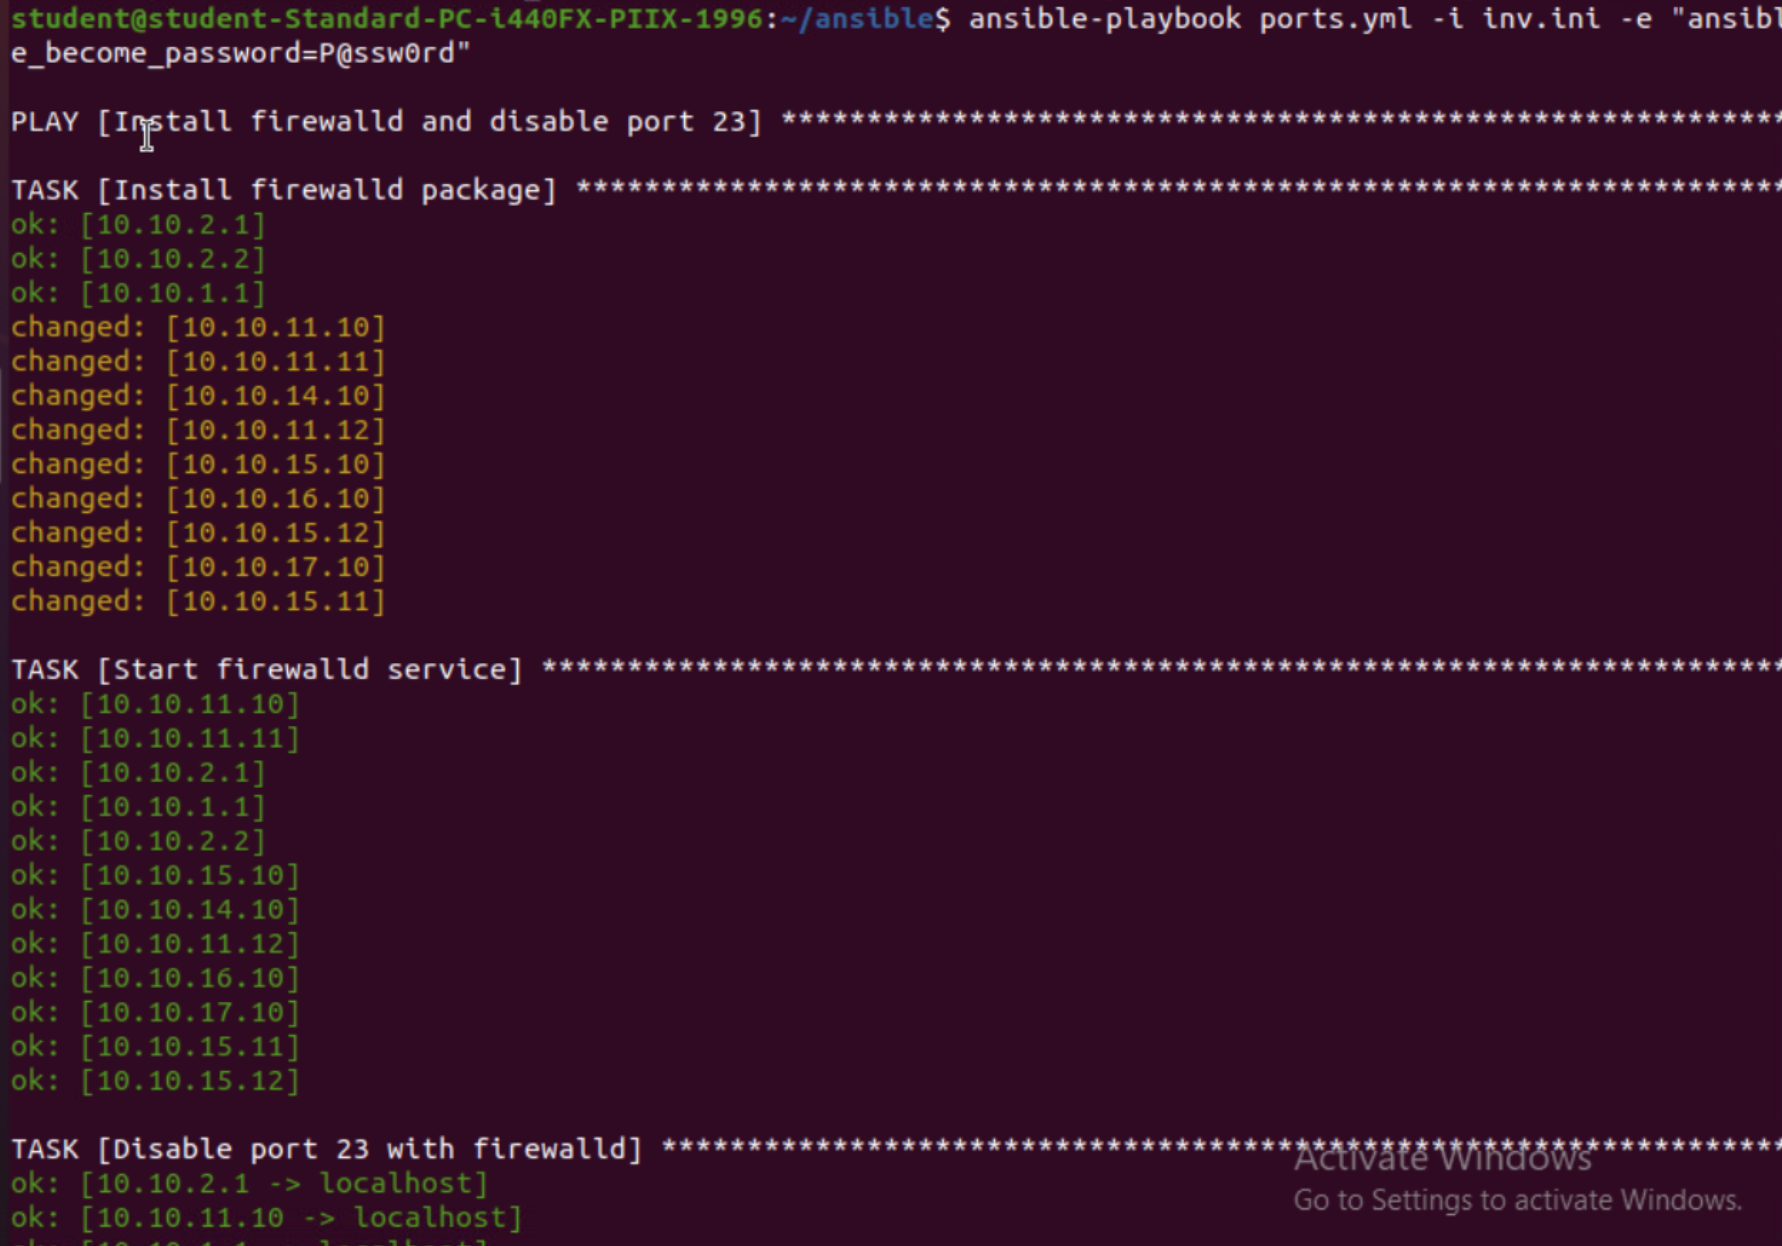 student@student-Standard-PC-i440FX-PIIX-1996:~/ansible$ ansible-playbook ports.yml -i inv.ini -e "ansibl
e_become_password=P@ssw0rd"
PLAY [Install firewalld and disable port 23] ***********************************************************
TASK [Install firewalld package] ***********************************************************************
ok: [10.10.2.1]
ok: [10.10.2.2]
ok: [10.10.1.1]
changed: [10.10.11.10]
changed: [10.10.11.11]
changed: [10.10.14.10]
changed: [10.10.11.12]
changed: [10.10.15.10]
changed: [10.10.16.10]
changed: [10.10.15.12]
changed: [10.10.17.10]
changed: [10.10.15.11]
TASK [Start firewalld service] *************************************************************************
ok: [10.10.11.10]
ok: [10.10.11.11]
ok: [10.10.2.1]
ok: [10.10.1.1]
ok: [10.10.2.2]
ok: [10.10.15.10]
ok: [10.10.14.10]
ok: [10.10.11.12]
ok: [10.10.16.10]
ok: [10.10.17.10]
ok: [10.10.15.11]
ok: [10.10.15.12]
TASK [Disable port 23 with firewalld] ******************************************************************
ok: [10.10.2.1 -> localhost]
ok: [10.10.11.10 -> localhost]
Activate Windows
Go to Settings to activate Windows.